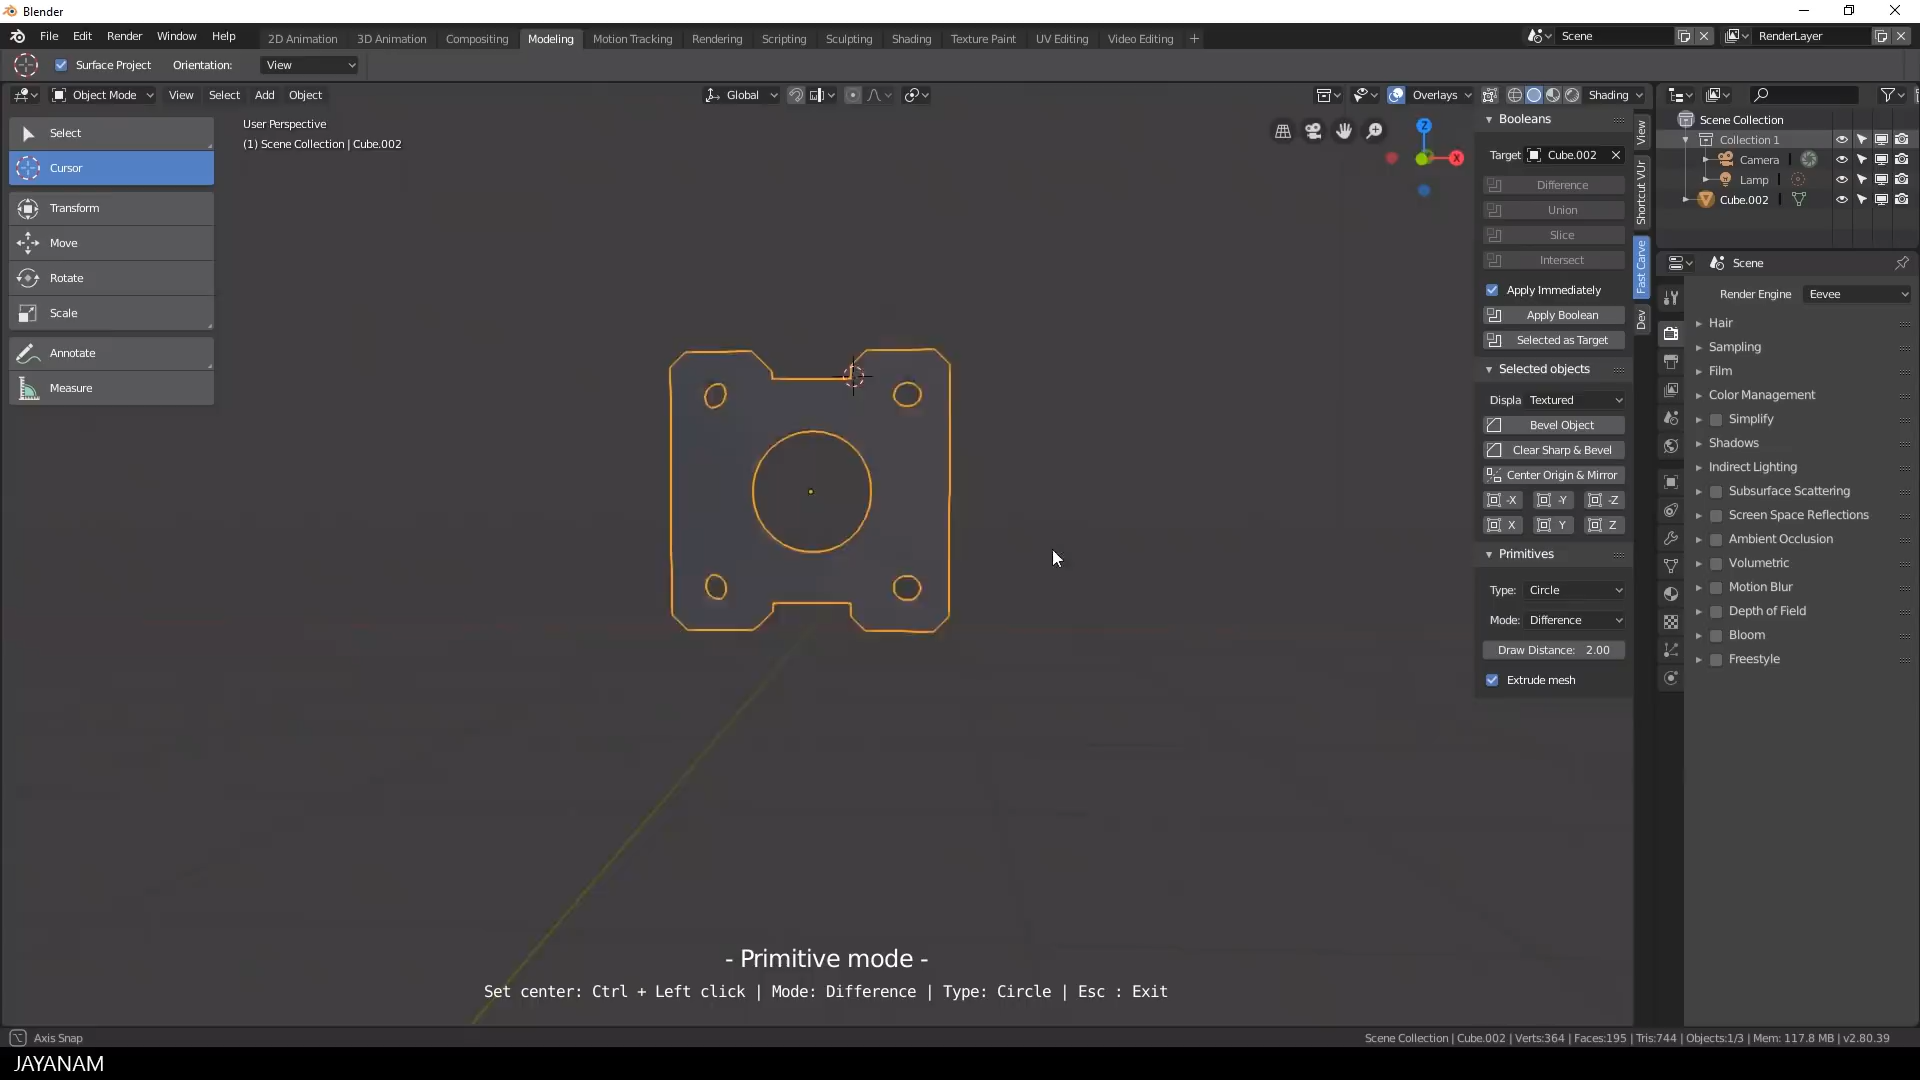 Blender
File Edit Render Window Help 2D Animation 3D Animation Compositing Modeling Motion Tracking Rendering Scripting Sculpting Shading Texture Paint UV Editing Video Editing + Scene RenderLayer
Surface Project Orientation: View
Object Mode View Select Add Object Global Overlays Shading
Select
Cursor
Transform
Move
Rotate
Scale
Annotate
Measure
User Perspective
(1) Scene Collection | Cube.002
Z
X
Booleans
Target Cube.002
Difference
Union
Slice
Intersect
Apply Immediately
Apply Boolean
Selected as Target
Selected objects
Displa Textured
Bevel Object
Clear Sharp & Bevel
Center Origin & Mirror
-X -Y -Z
X Y Z
Primitives
Type: Circle
Mode: Difference
Draw Distance: 2.00
Extrude mesh
View
Shortcut VUr
Fast Carve
Dev
Scene Collection
Collection 1
Camera
Lamp
Cube.002
Scene
Render Engine Eevee
Hair
Sampling
Film
Color Management
Simplify
Shadows
Indirect Lighting
Subsurface Scattering
Screen Space Reflections
Ambient Occlusion
Volumetric
Motion Blur
Depth of Field
Bloom
Freestyle
- Primitive mode -
Set center: Ctrl + Left click | Mode: Difference | Type: Circle | Esc : Exit
Axis Snap
Scene Collection | Cube.002 | Verts:364 | Faces:195 | Tris:744 | Objects:1/3 | Mem: 117.8 MB | v2.80.39
JAYANAM